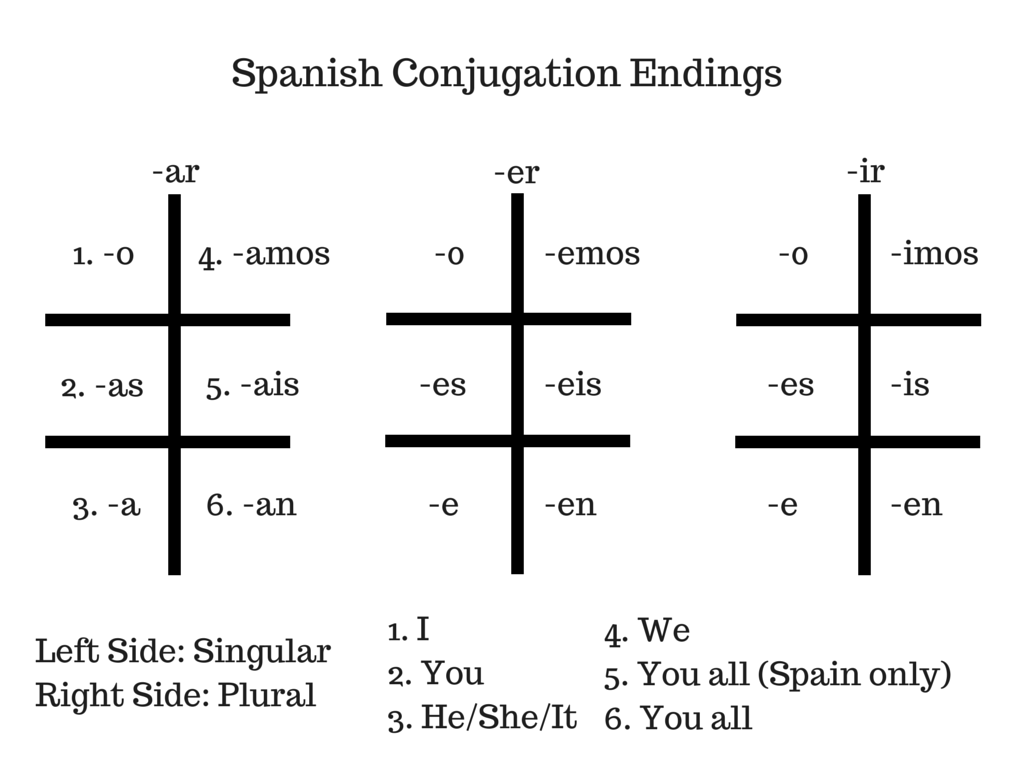 Spanish Conjugation Endings
-ar
1. -o 4. -amos
2. -as 5. -ais
3. -a 6. -an
-er
-o -emos
-es -eis
-e -en
-ir
-o -imos
-es -is
-e -en
Left Side: Singular
Right Side: Plural
1. I
2. You
3. He/She/It
4. We
5. You all (Spain only)
6. You all